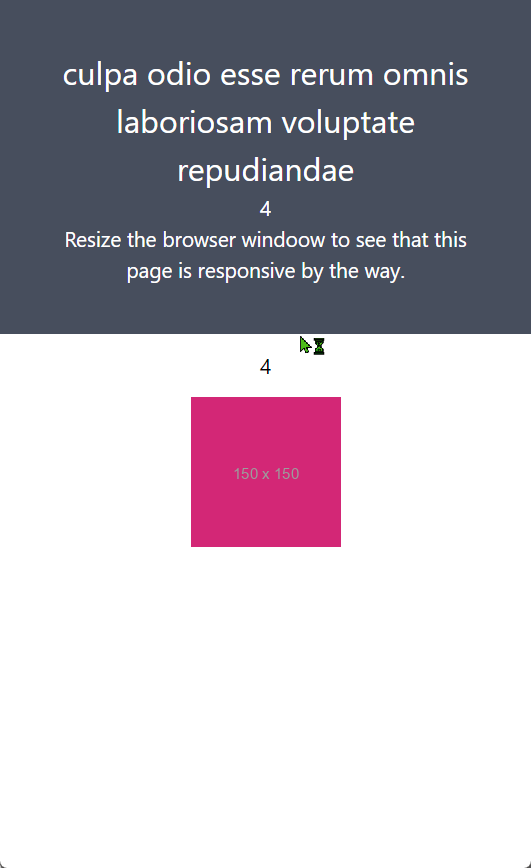 culpa odio esse rerum omnis
laboriosam voluptate
repudiandae
4
Resize the browser windoow to see that this
page is responsive by the way.
4
150 x 150